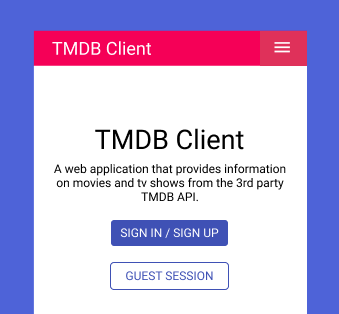 TMDB Client
TMDB Client
A web application that provides information
on movies and tv shows from the 3rd party
TMDB API.
SIGN IN / SIGN UP
GUEST SESSION